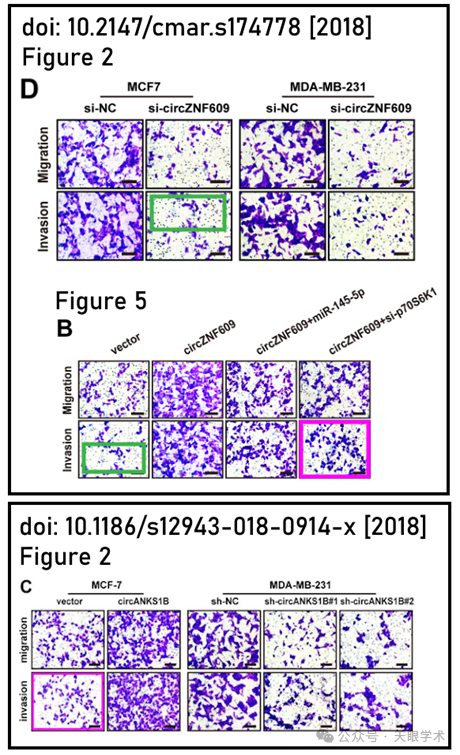 doi: 10.2147/cmar.s174778 [2018]
Figure 2
D
MCF7 MDA-MB-231
si-NC si-circZNF609 si-NC si-circZNF609
Migration
Invasion
Figure 5
B
vector circZNF609 circZNF609+miR-145-5p circZNF609+si-p70S6K1
Migration
Invasion
doi: 10.1186/s12943-018-0914-x [2018]
Figure 2
C
MCF-7 MDA-MB-231
vector circANKS1B sh-NC sh-circANKS1B#1 sh-circANKS1B#2
migration
invasion
公众号 · 天眼学术